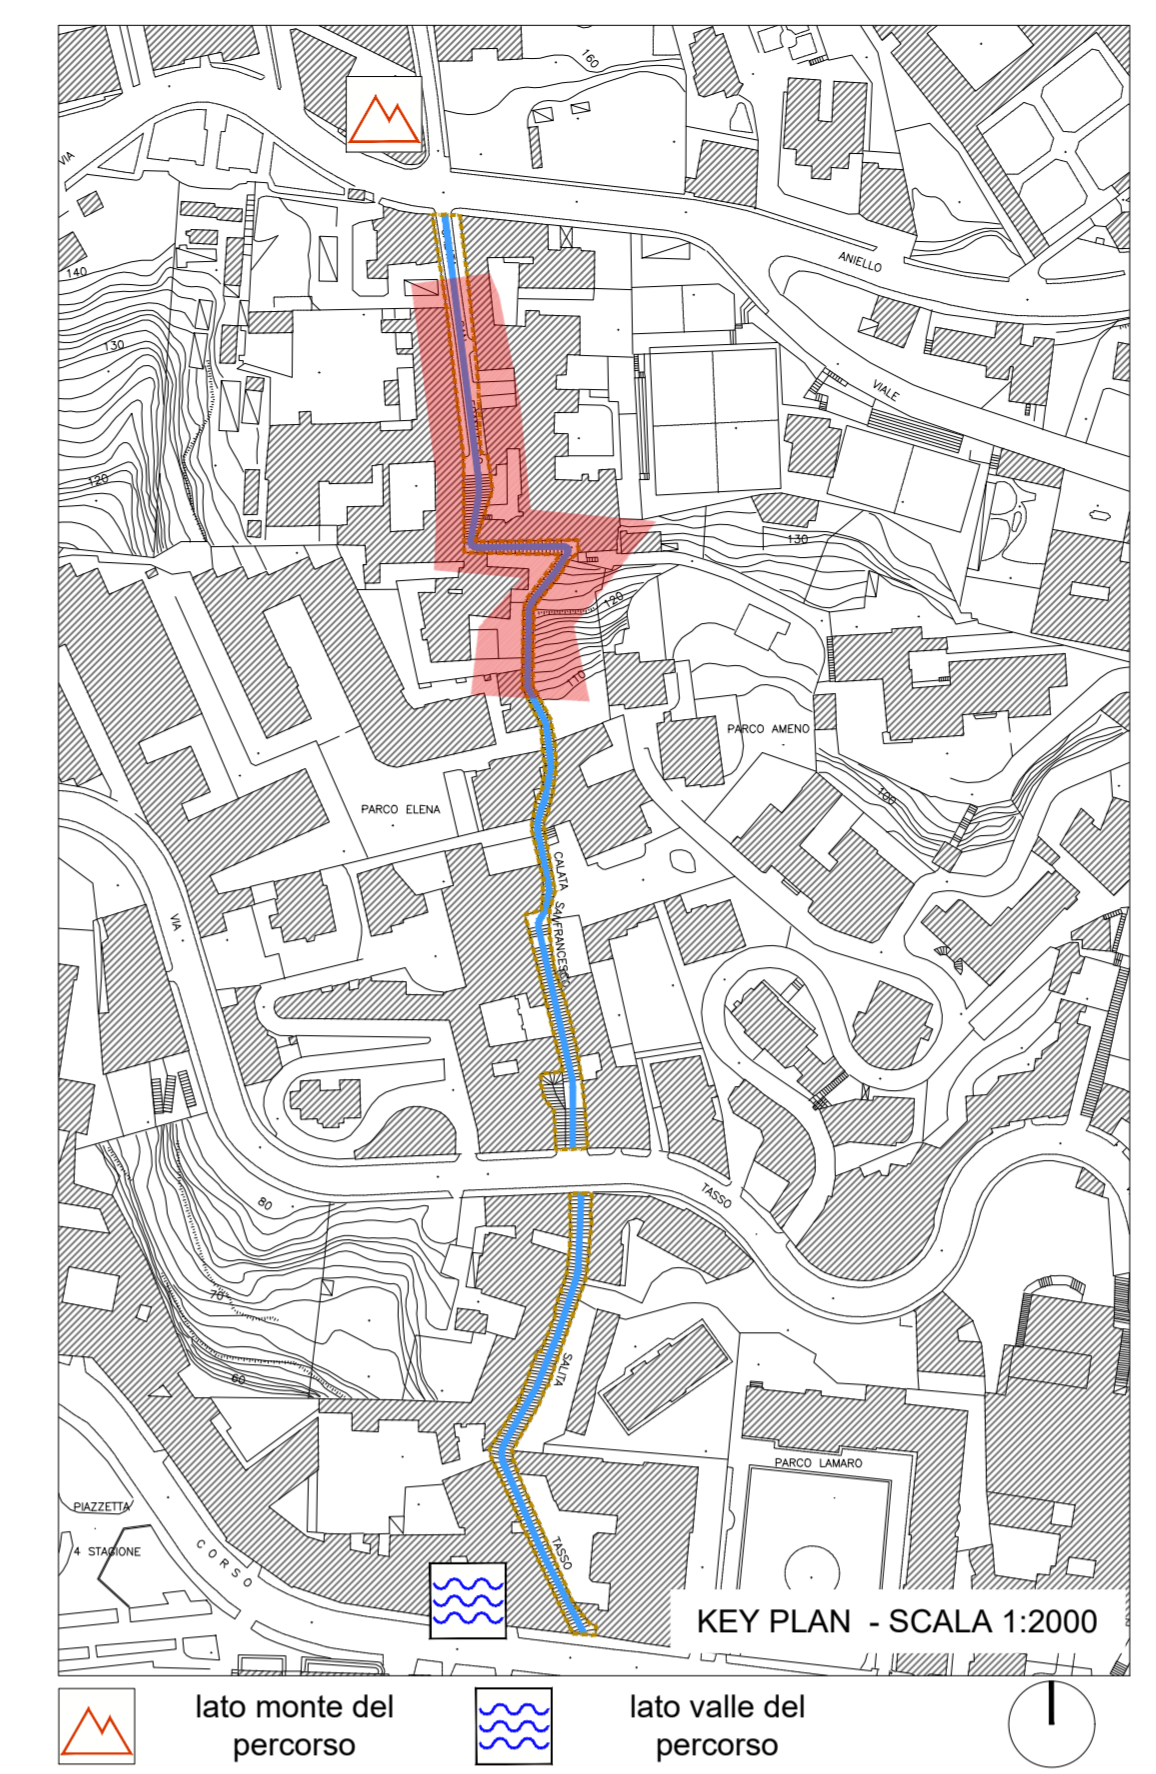 160
VIA
ANIELLO
140
130
VIALE
120
130
120
110
PARCO AMENO
100
PARCO ELENA
CALATA SANFRANCESCO
VIA
TASSO
80
70
SALITA
60
PARCO LAMARO
PIAZZETTA
4 STAGIONE
CORSO
TASSO
KEY PLAN - SCALA 1:2000
lato monte del
percorso
lato valle del
percorso